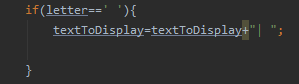 if(letter==' '){
textToDisplay=textToDisplay+"| ";
}